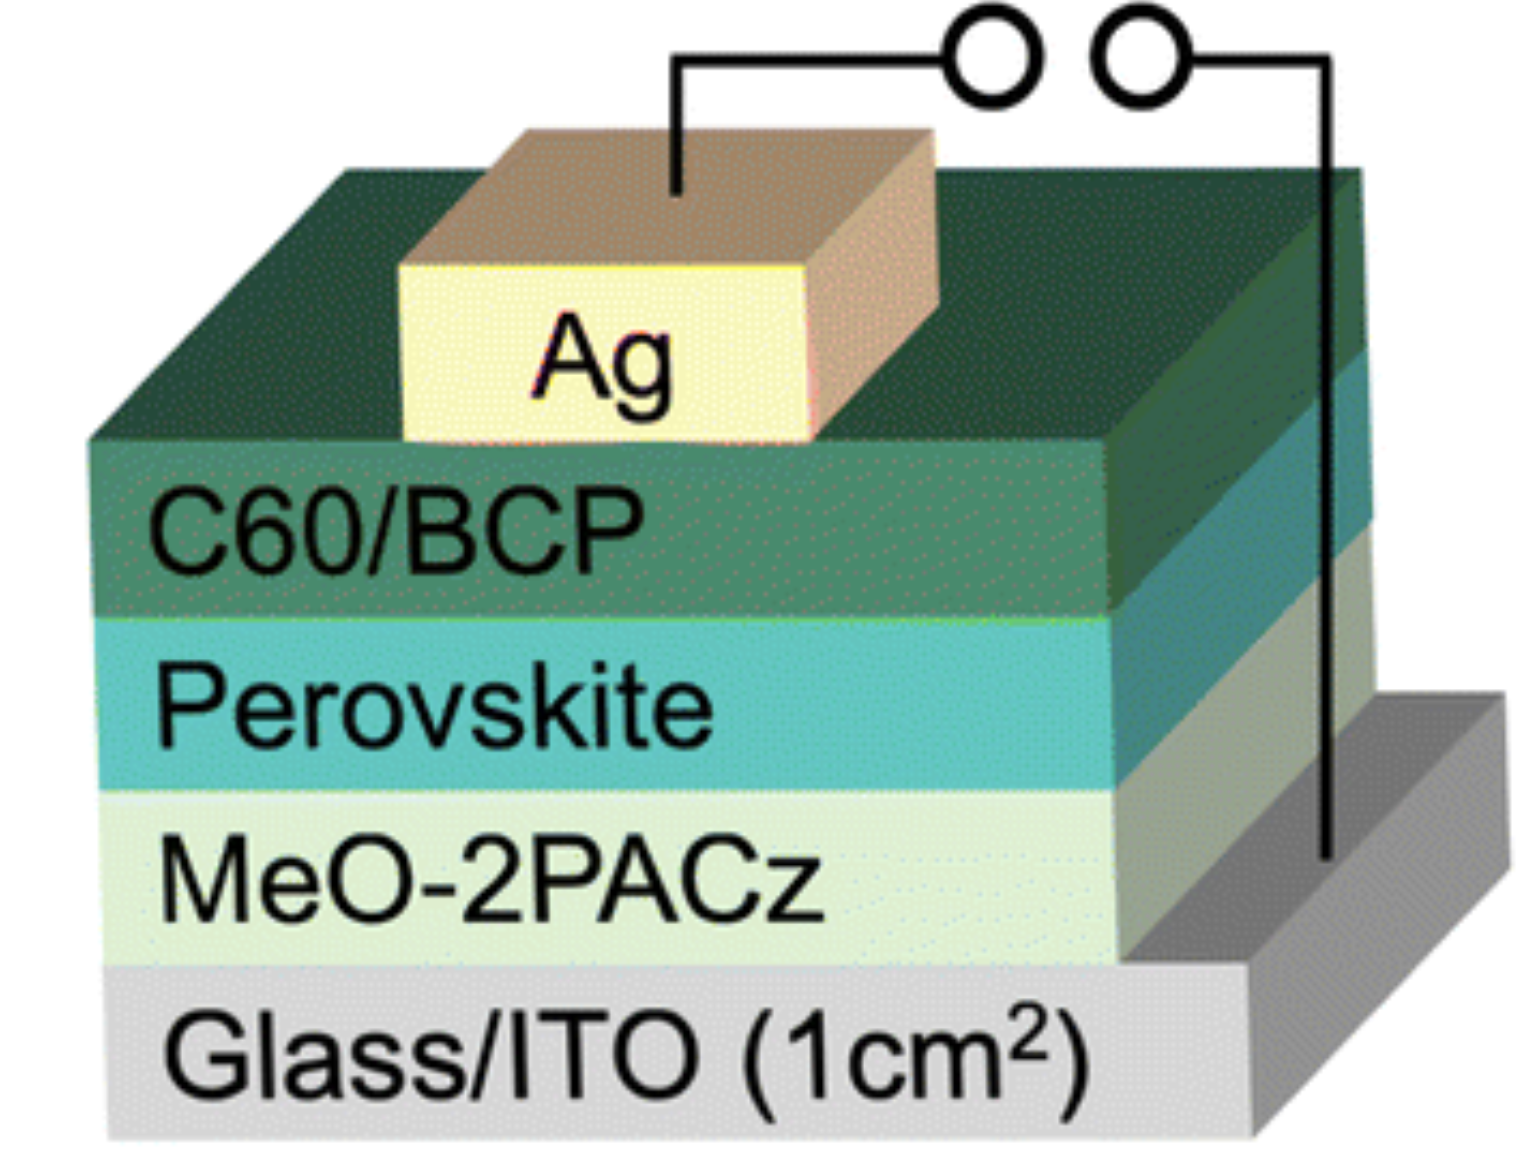 Ag
C60/BCP
Perovskite
MeO-2PACz
Glass/ITO (1cm²)